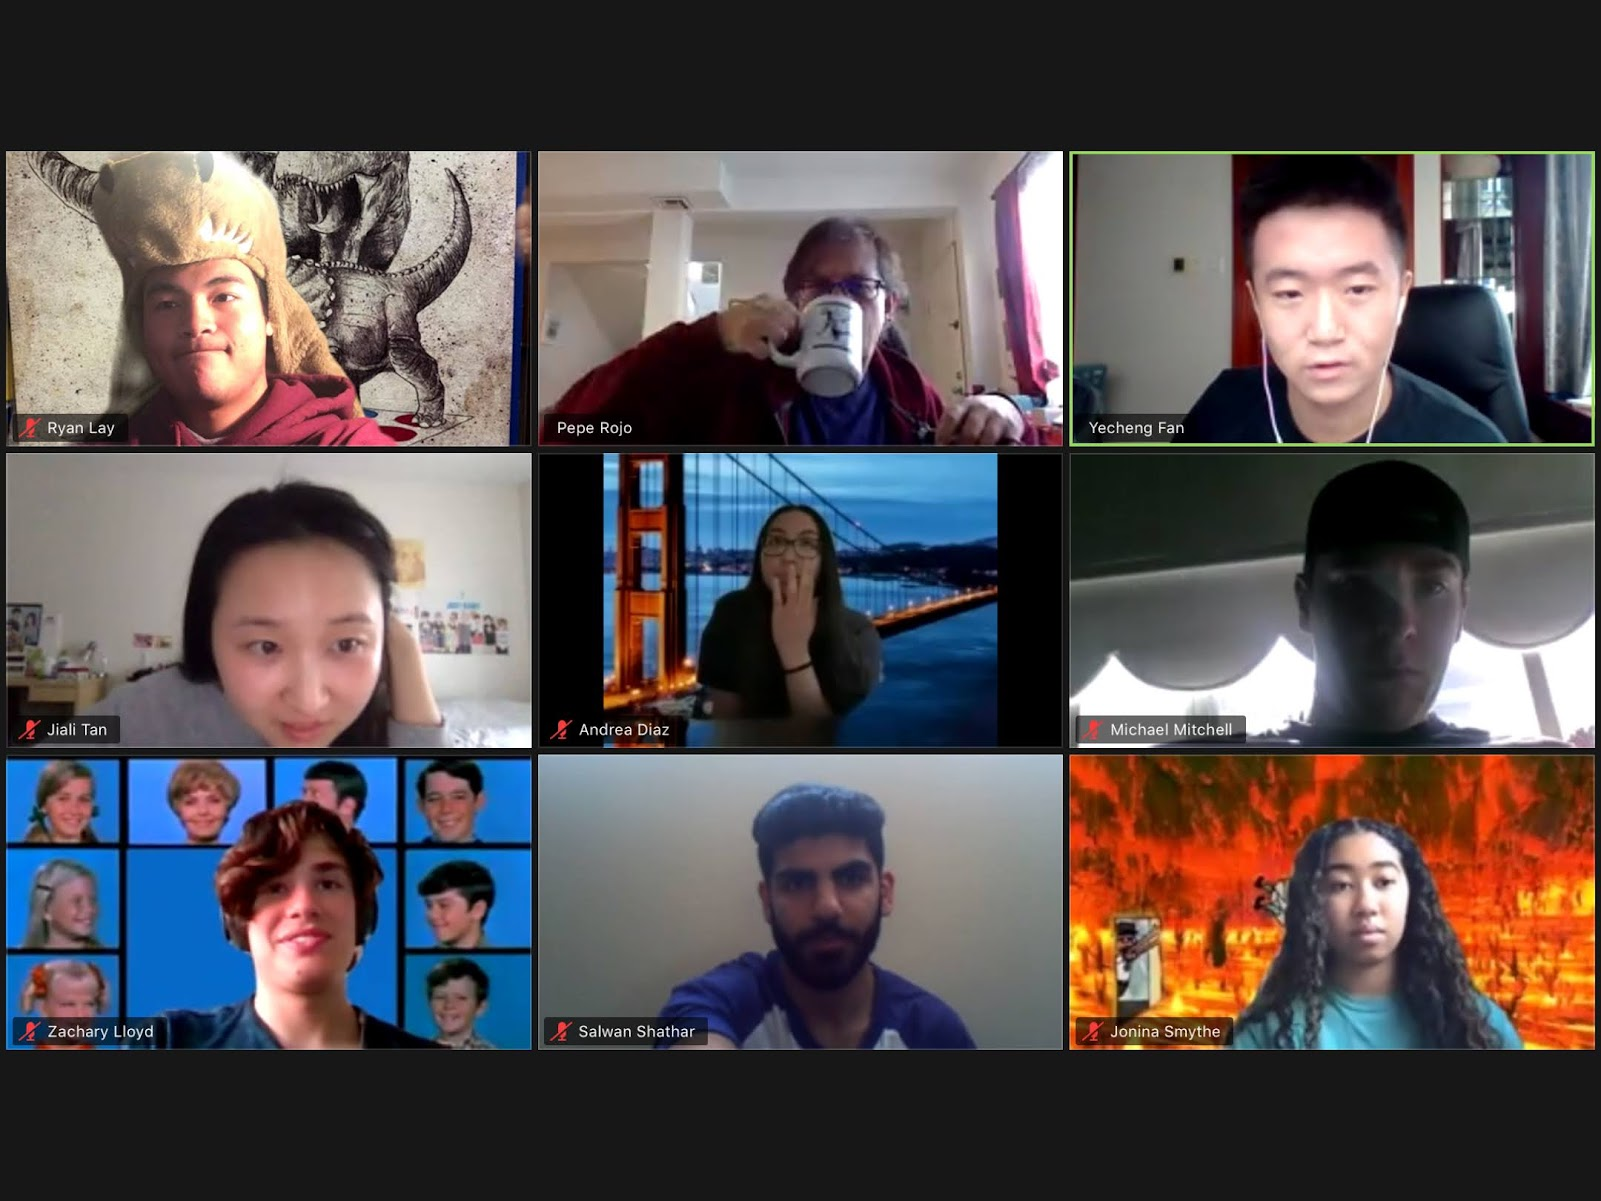 Ryan Lay
Pepe Rojo
Yecheng Fan
Jiali Tan
Andrea Diaz
Michael Mitchell
Zachary Lloyd
Salwan Shathar
Jonina Smythe